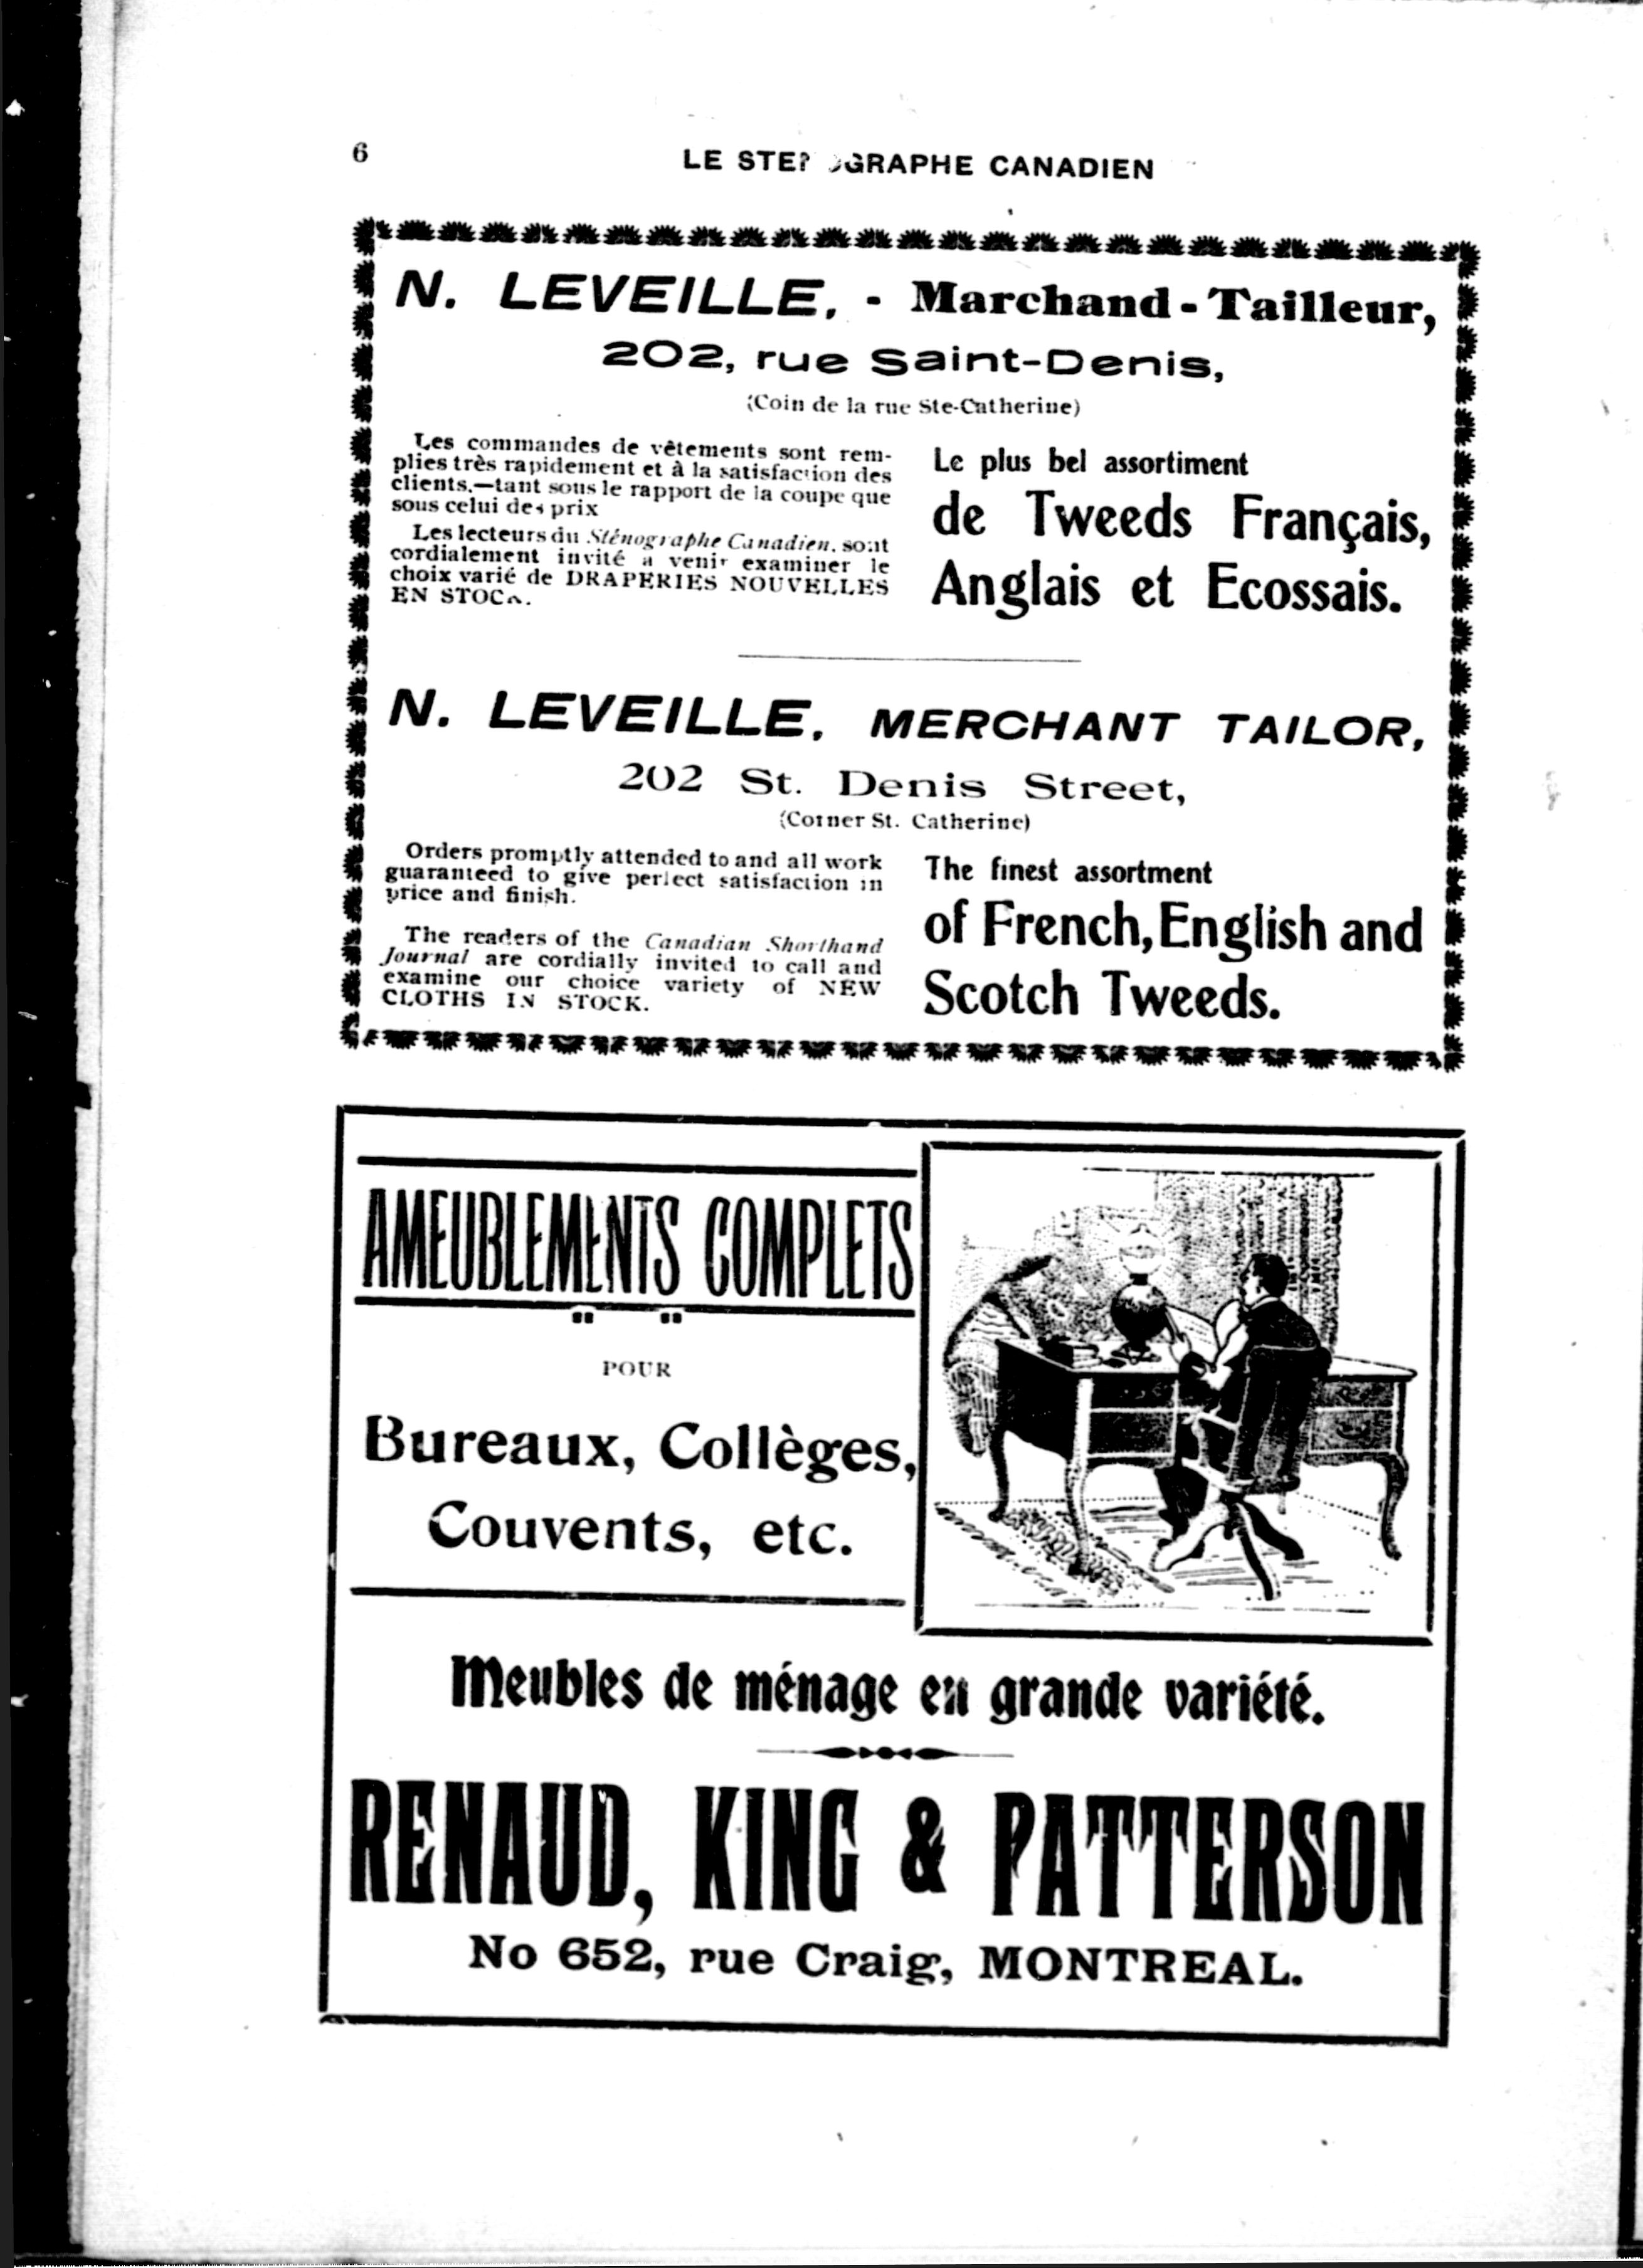 6
LE STENOGRAPHE CANADIEN
N. LEVEILLE, - Marchand-Tailleur,
202, rue Saint-Denis,
(Coin de la rue Ste-Catherine)
Les commandes de vêtements sont rem-
plies très rapidement et à la satisfaction des
clients,—tant sous le rapport de la coupe que
sous celui des prix
Les lecteurs du Sténographe Canadien, sont
cordialement invité a venir examiner le
choix varié de DRAPERIES NOUVELLES
EN STOCK.
Le plus bel assortiment
de Tweeds Français,
Anglais et Ecossais.
N. LEVEILLE, MERCHANT TAILOR,
202 St. Denis Street,
(Corner St. Catherine)
Orders promptly attended to and all work
guaranteed to give perfect satisfaction in
price and finish.
The readers of the Canadian Shorthand
Journal are cordially invited to call and
examine our choice variety of NEW
CLOTHS IN STOCK.
The finest assortment
of French, English and
Scotch Tweeds.
AMEUBLEMENTS COMPLETS
POUR
Bureaux, Collèges,
Couvents, etc.
Meubles de ménage en grande variété.
RENAUD, KING & PATTERSON
No 652, rue Craig, MONTREAL.